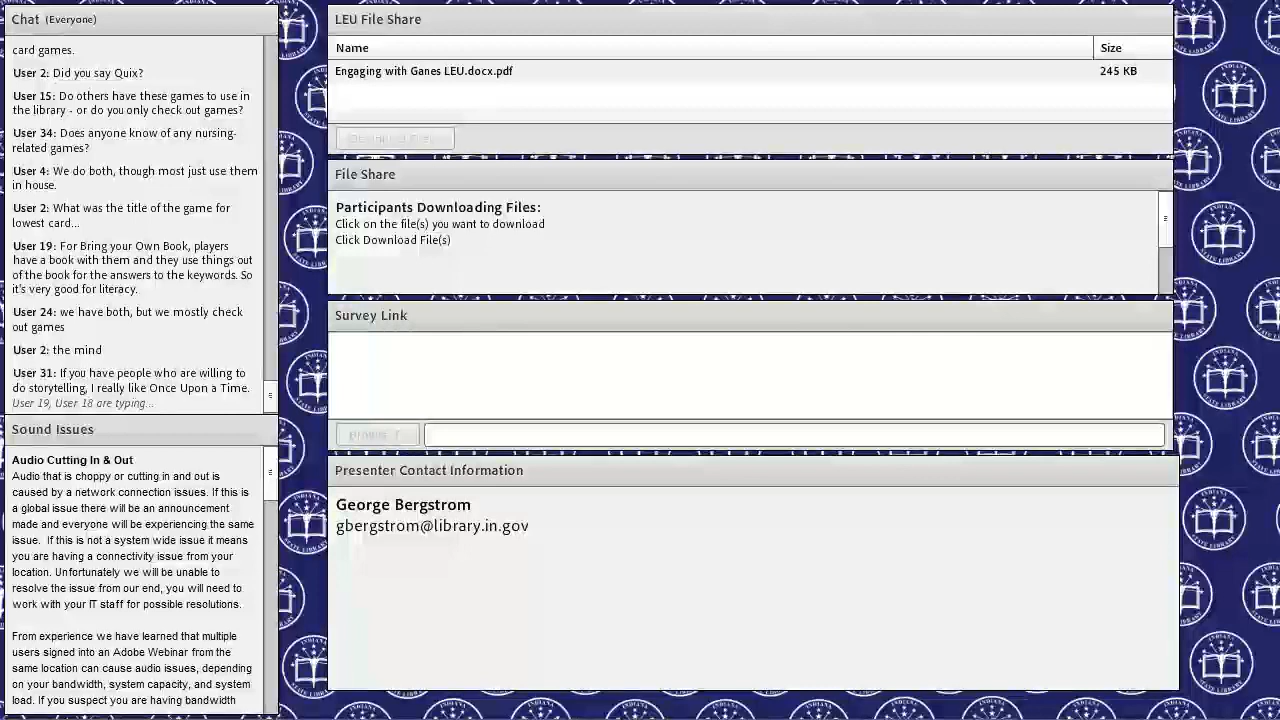 Chat (Everyone)
card games.
User 2: Did you say Quix?
User 15: Do others have these games to use in
the library - or do you only check out games?
User 34: Does anyone know of any nursing-
related games?
User 4: We do both, though most just use them
in house.
User 2: What was the title of the game for
lowest card...
User 19: For Bring your Own Book, players
have a book with them and they use things out
of the book for the answers to the keywords. So
it's very good for literacy.
User 24: we have both, but we mostly check
out games
User 2: the mind
User 31: If you have people who are willing to
do storytelling, I really like Once Upon a Time.
User 19, User 18 are typing...
Sound Issues
Audio Cutting In & Out
Audio that is choppy or cutting in and out is
caused by a network connection issues. If this is
a global issue there will be an announcement
made and everyone will be experiencing the same
issue. If this is not a system wide issue it means
you are having a connectivity issue from your
location. Unfortunately we will be unable to
resolve the issue from our end, you will need to
work with your IT staff for possible resolutions.
From experience we have learned that multiple
users signed into an Adobe Webinar from the
same location can cause audio issues, depending
on your bandwidth, system capacity, and system
load. If you suspect you are having bandwidth
LEU File Share
Name Size
Engaging with Ganes LEU.docx.pdf 245 KB
File Share
Participants Downloading Files:
Click on the file(s) you want to download
Click Download File(s)
Survey Link
Presenter Contact Information
George Bergstrom
gbergstrom@library.in.gov
INDIANA
STATE LIBRARY